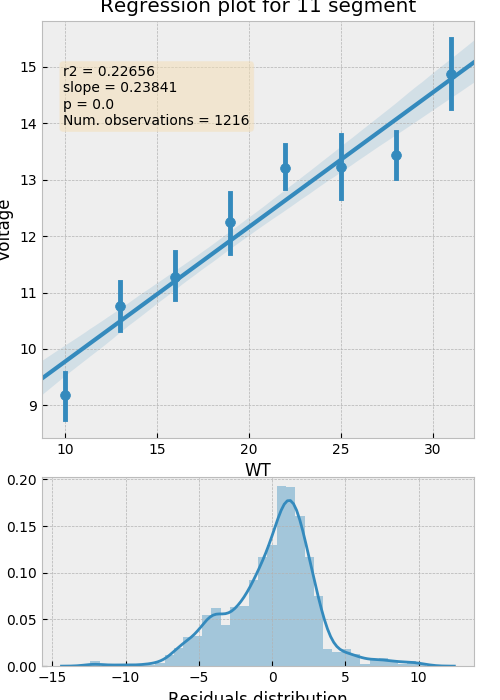 Regression plot for 11 segment
r2 = 0.22656
slope = 0.23841
p = 0.0
Num. observations = 1216
15
14
13
12
11
10
9
Voltage
10 15 20 25 30
WT
0.20
0.15
0.10
0.05
0.00
−15 −10 −5 0 5 10
Residuals distribution